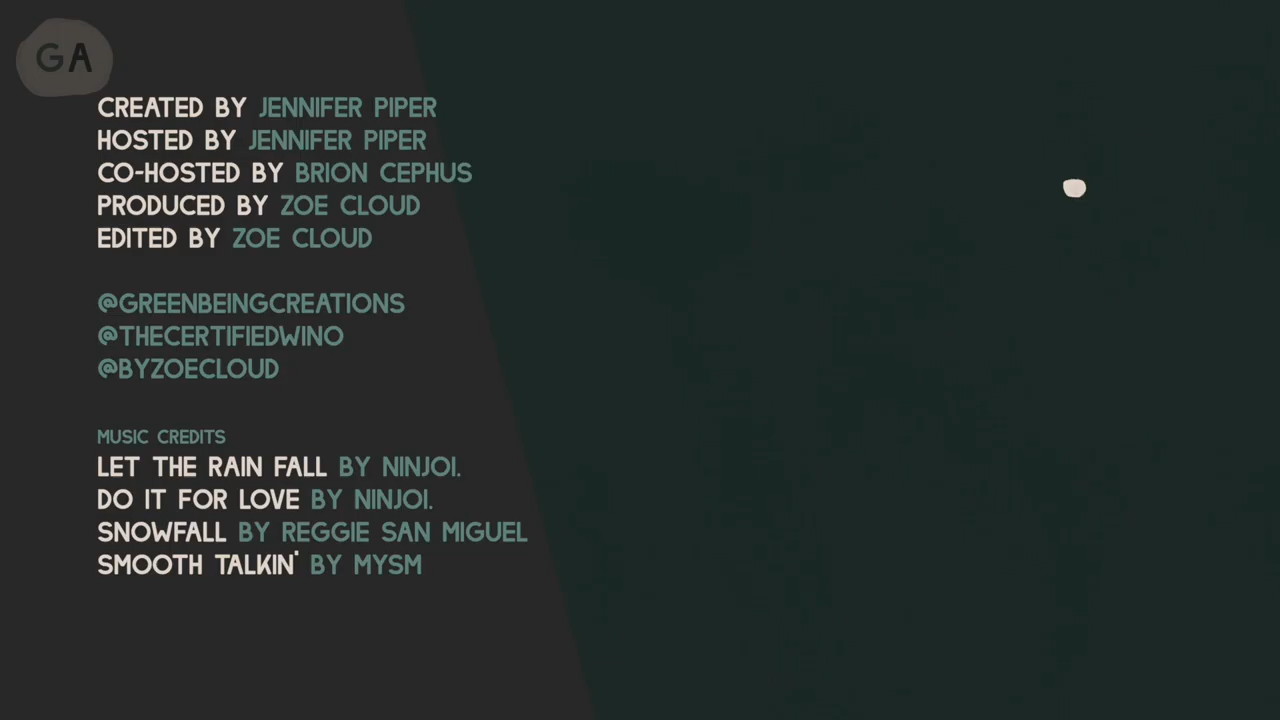 GA
CREATED BY JENNIFER PIPER
HOSTED BY JENNIFER PIPER
CO-HOSTED BY BRION CEPHUS
PRODUCED BY ZOE CLOUD
EDITED BY ZOE CLOUD
@GREENBEINGCREATIONS
@THECERTIFIEDWINO
@BYZOECLOUD
MUSIC CREDITS
LET THE RAIN FALL BY NINJOI.
DO IT FOR LOVE BY NINJOI.
SNOWFALL BY REGGIE SAN MIGUEL
SMOOTH TALKIN' BY MYSM